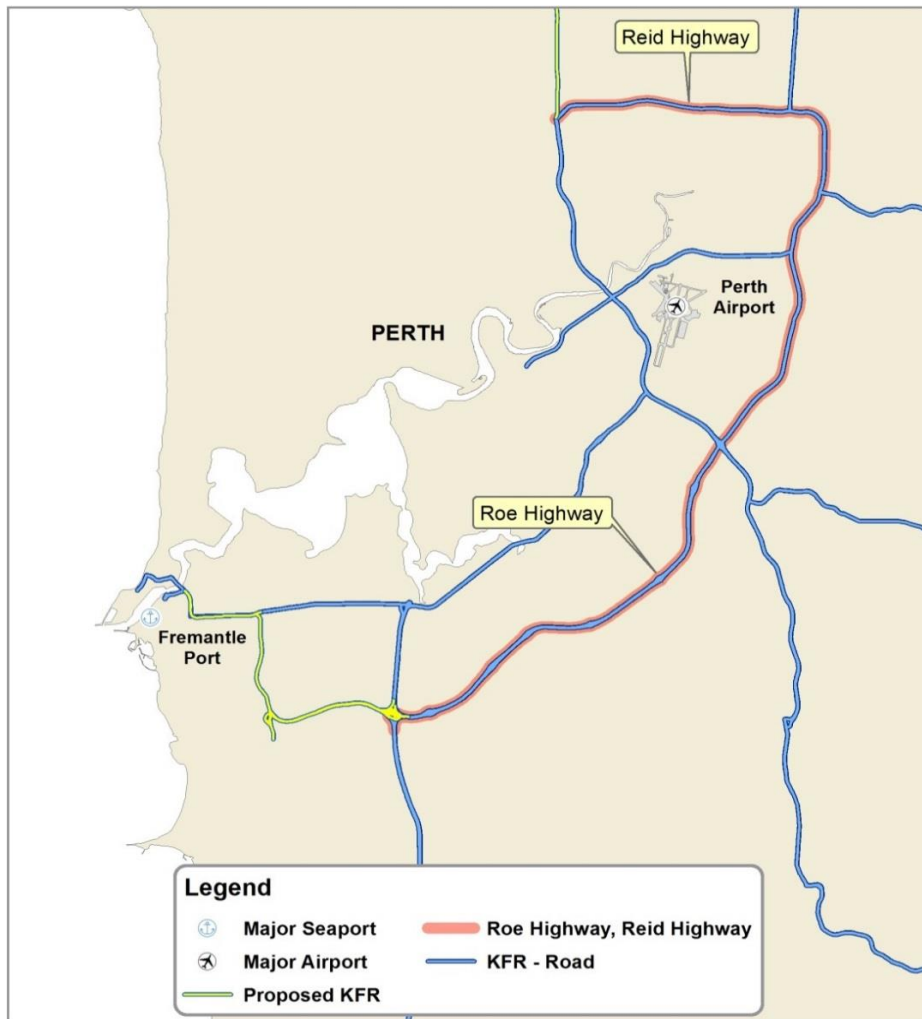 Reid Highway
Perth
Airport
PERTH
Roe Highway
Fremantle
Port
Legend
Major Seaport
Roe Highway, Reid Highway
Major Airport
KFR - Road
Proposed KFR